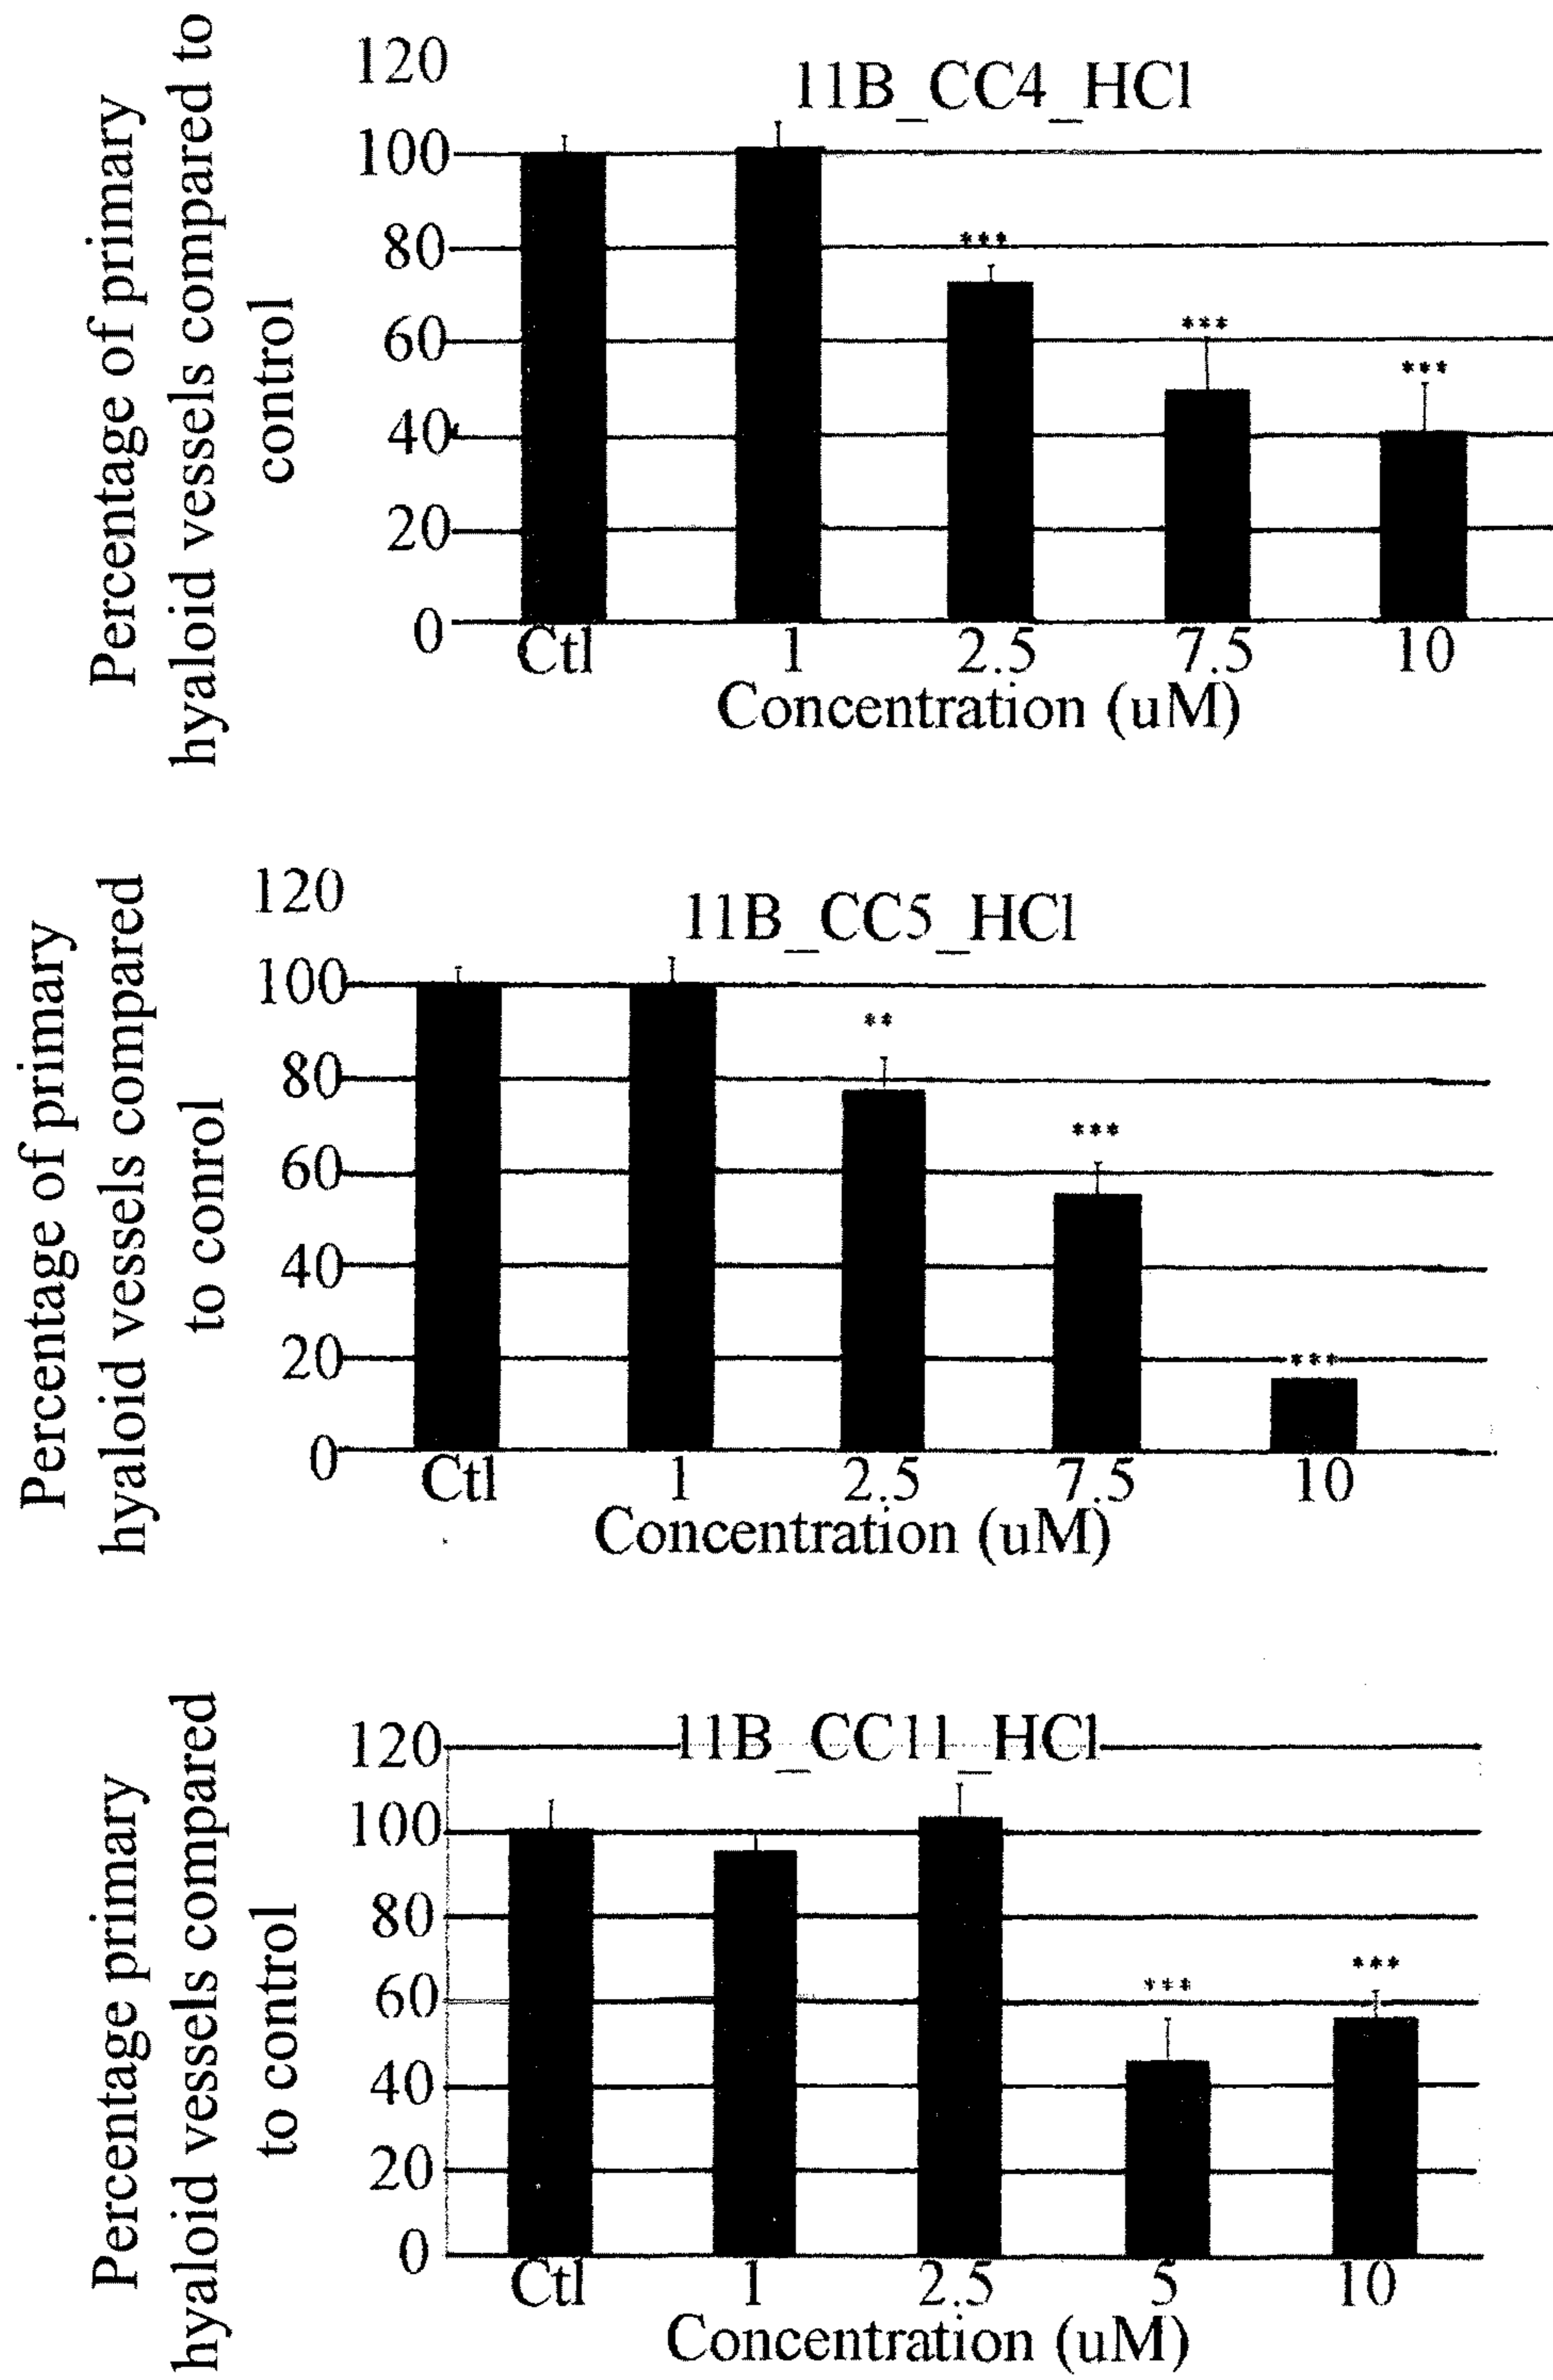 Percentage of primary
hyaloid vessels compared to
control
11B_CC4_HCl
120
100
80
60
40
20
0
***
***
***
Ctl 1 2.5 7.5 10
Concentration (uM)
Percentage of primary
hyaloid vessels compared
to conrol
11B_CC5_HCl
120
100
80
60
40
20
0
**
***
***
Ctl 1 2.5 7.5 10
Concentration (uM)
Percentage primary
hyaloid vessels compared
to control
11B_CC11_HCl
120
100
80
60
40
20
0
***
***
Ctl 1 2.5 5 10
Concentration (uM)